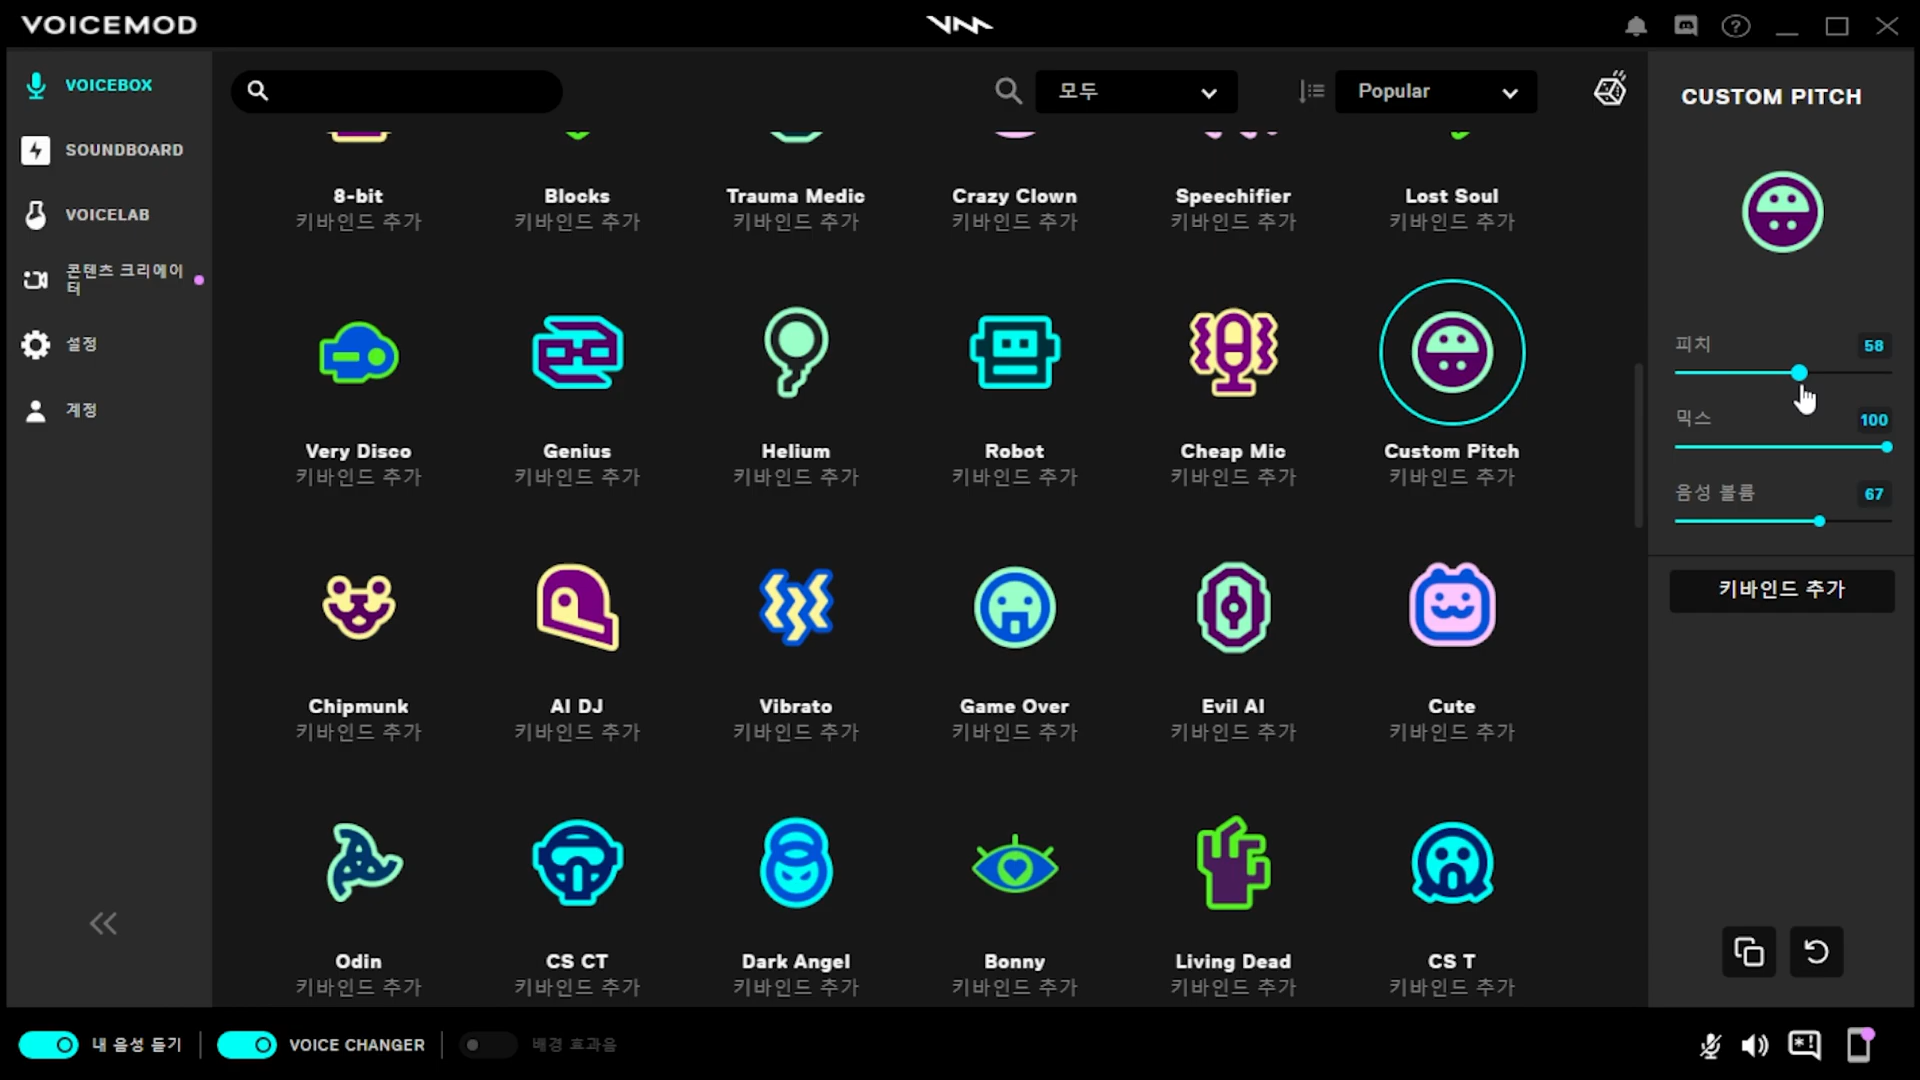 VOICEMOD
VOICEBOX
SOUNDBOARD
VOICELAB
콘텐츠 크리에이
터
설정
계정
모두
Popular
8-bit
키바인드 추가
Blocks
키바인드 추가
Trauma Medic
키바인드 추가
Crazy Clown
키바인드 추가
Speechifier
키바인드 추가
Lost Soul
키바인드 추가
Very Disco
키바인드 추가
Genius
키바인드 추가
Helium
키바인드 추가
Robot
키바인드 추가
Cheap Mic
키바인드 추가
Custom Pitch
키바인드 추가
Chipmunk
키바인드 추가
AI DJ
키바인드 추가
Vibrato
키바인드 추가
Game Over
키바인드 추가
Evil AI
키바인드 추가
Cute
키바인드 추가
Odin
키바인드 추가
CS CT
키바인드 추가
Dark Angel
키바인드 추가
Bonny
키바인드 추가
Living Dead
키바인드 추가
CS T
키바인드 추가
CUSTOM PITCH
피치 58
믹스 100
음성 볼륨 67
키바인드 추가
내 음성 듣기
VOICE CHANGER
배경 효과음